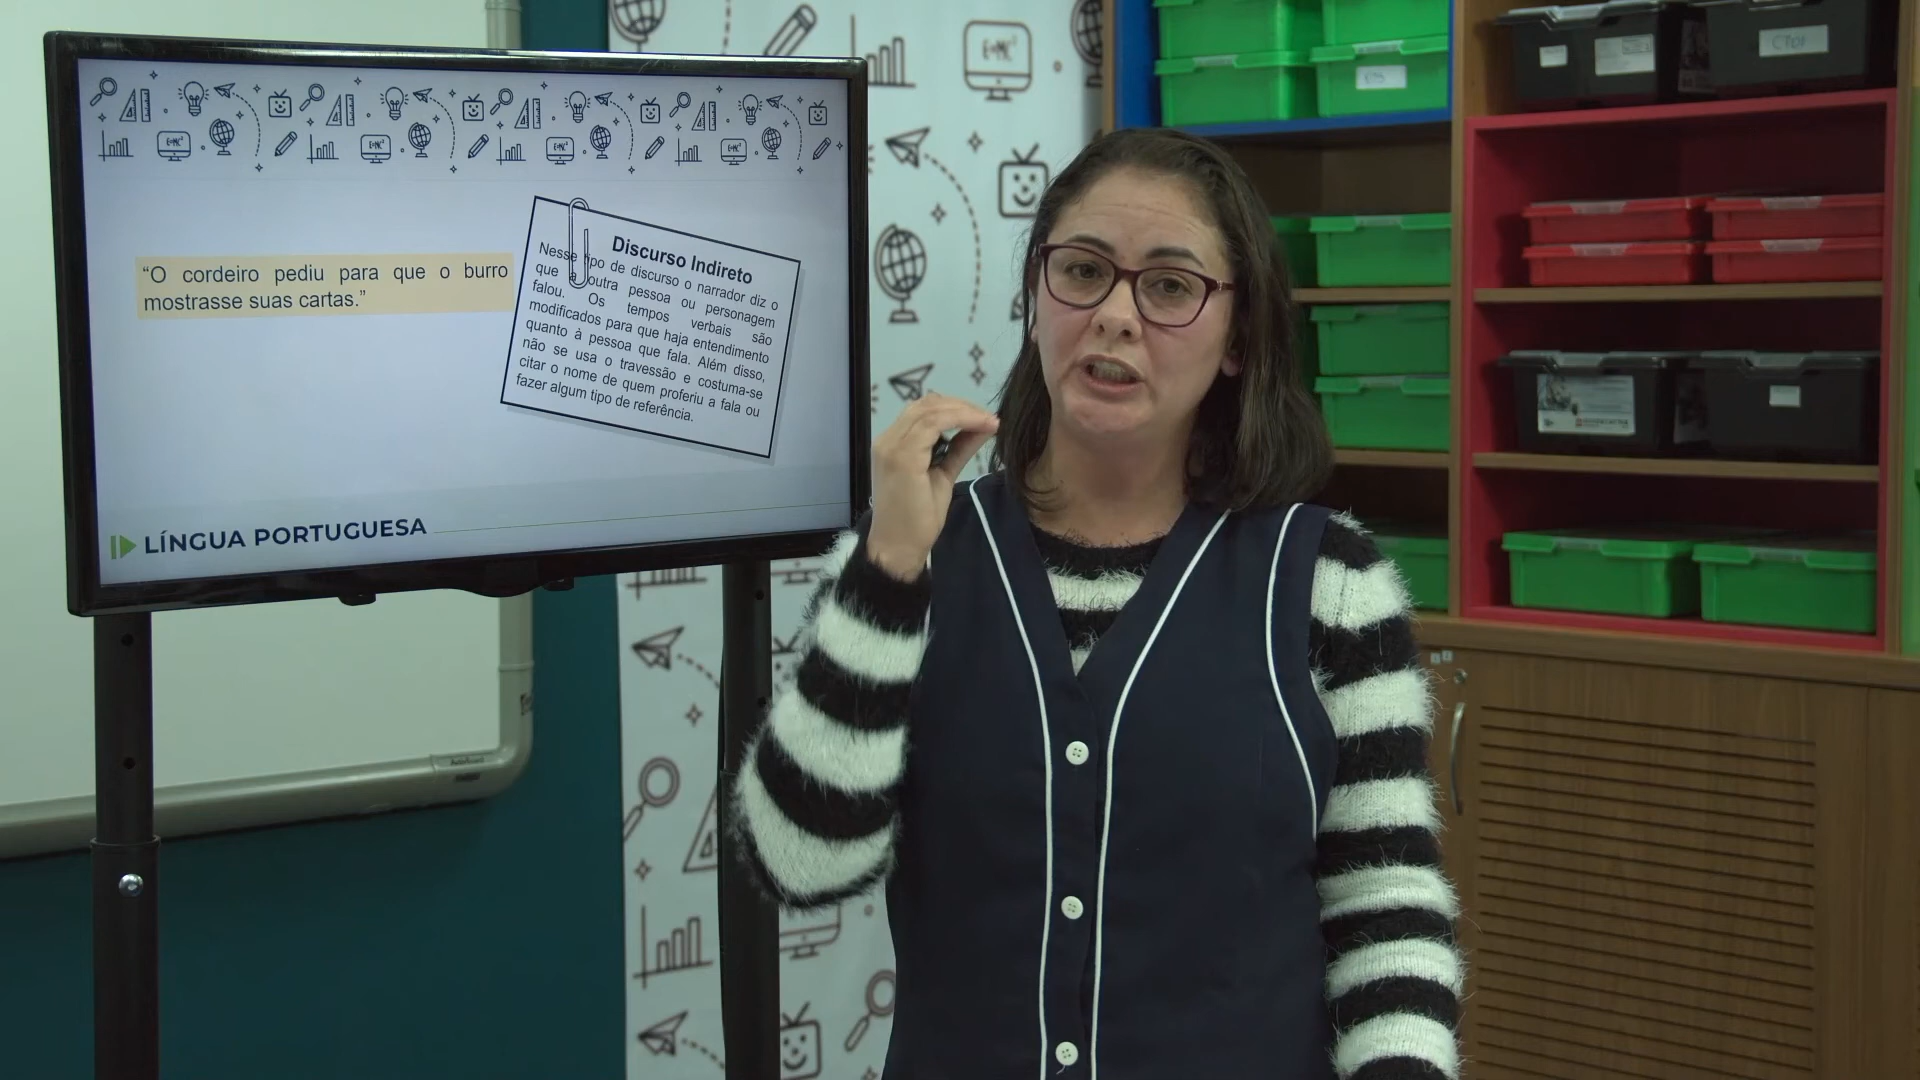 “O cordeiro pediu para que o burro
mostrasse suas cartas.”
Discurso Indireto
Nesse tipo de discurso o narrador diz o
que a outra pessoa ou personagem
falou. Os tempos verbais são
modificados para que haja entendimento
quanto à pessoa que fala. Além disso,
não se usa o travessão e costuma-se
citar o nome de quem proferiu a fala ou
fazer algum tipo de referência.
LÍNGUA PORTUGUESA
E=MC²